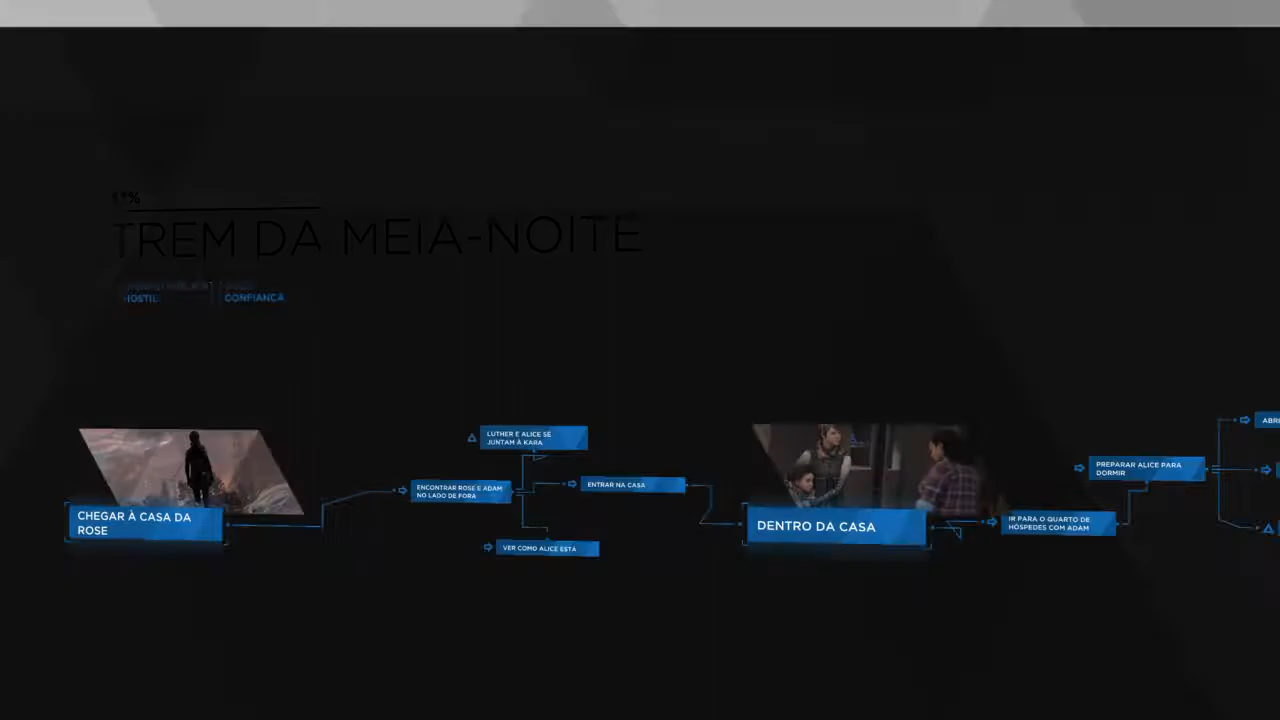 TREM DA MEIA-NOITE
HOSTIL
CONFIANÇA
LUTHER E ALICE SE
JUNTAM À KARA
CHEGAR À CASA DA
ROSE
ENCONTRAR ROSE E ADAM
NO LADO DE FORA
ENTRAR NA CASA
VER COMO ALICE ESTÁ
DENTRO DA CASA
IR PARA O QUARTO DE
HÓSPEDES COM ADAM
PREPARAR ALICE PARA
DORMIR